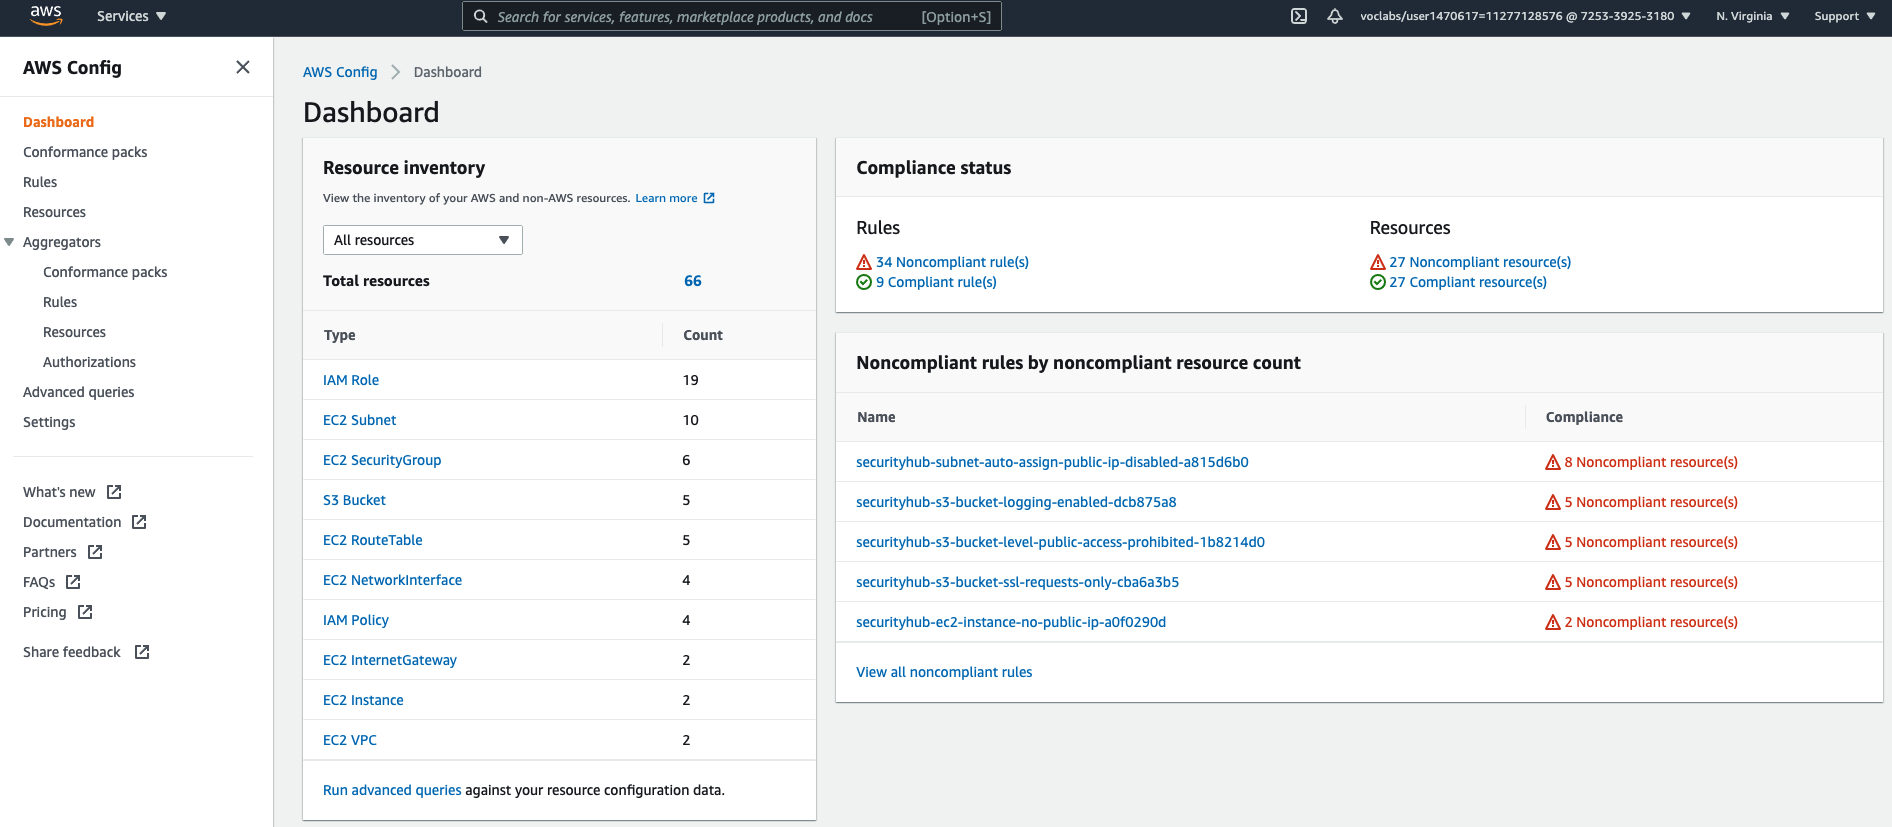 aws
Services
Search for services, features, marketplace products, and docs
[Option+S]
voclabs/user1470617=11277128576 @ 7253-3925-3180
N. Virginia
Support
AWS Config
Dashboard
Conformance packs
Rules
Resources
Aggregators
Conformance packs
Rules
Resources
Authorizations
Advanced queries
Settings
What's new
Documentation
Partners
FAQs
Pricing
Share feedback
AWS Config
Dashboard
Dashboard
Resource inventory
View the inventory of your AWS and non-AWS resources. Learn more
All resources
Total resources 66
Type Count
IAM Role 19
EC2 Subnet 10
EC2 SecurityGroup 6
S3 Bucket 5
EC2 RouteTable 5
EC2 NetworkInterface 4
IAM Policy 4
EC2 InternetGateway 2
EC2 Instance 2
EC2 VPC 2
Run advanced queries against your resource configuration data.
Compliance status
Rules
34 Noncompliant rule(s)
9 Compliant rule(s)
Resources
27 Noncompliant resource(s)
27 Compliant resource(s)
Noncompliant rules by noncompliant resource count
Name Compliance
securityhub-subnet-auto-assign-public-ip-disabled-a815d6b0 8 Noncompliant resource(s)
securityhub-s3-bucket-logging-enabled-dcb875a8 5 Noncompliant resource(s)
securityhub-s3-bucket-level-public-access-prohibited-1b8214d0 5 Noncompliant resource(s)
securityhub-s3-bucket-ssl-requests-only-cba6a3b5 5 Noncompliant resource(s)
securityhub-ec2-instance-no-public-ip-a0f0290d 2 Noncompliant resource(s)
View all noncompliant rules